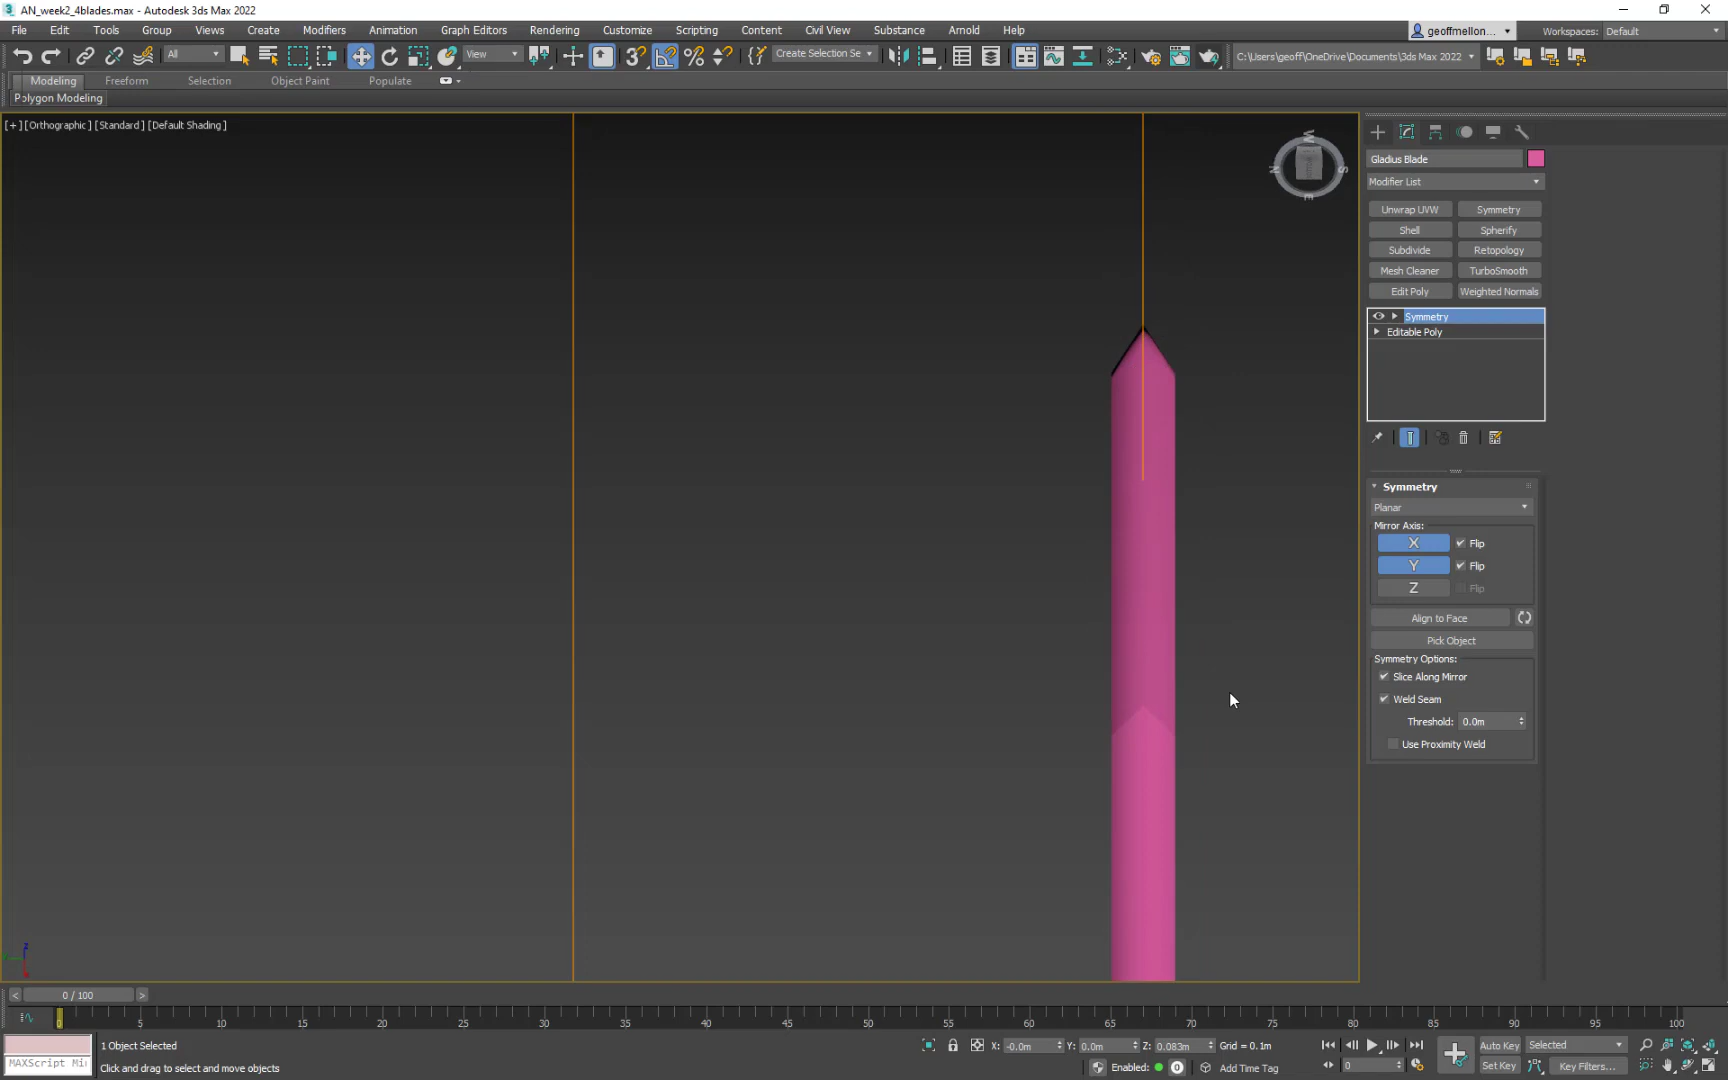 AN_week2_4blades.max - Autodesk 3ds Max 2022
File Edit Tools Group Views Create Modifiers Animation Graph Editors Rendering Customize Scripting Content Civil View Substance Arnold Help geoffmellon... Workspaces: Default
All View Create Selection Se C:\Users\geoff\OneDrive\Documents\3ds Max 2022
Modeling Freeform Selection Object Paint Populate
Polygon Modeling
[+] [Orthographic] [Standard] [Default Shading]
W
N S
E
Gladius Blade
Modifier List
Unwrap UVW Symmetry
Shell Spherify
Subdivide Retopology
Mesh Cleaner TurboSmooth
Edit Poly Weighted Normals
Symmetry
Editable Poly
Symmetry
Planar
Mirror Axis:
X Flip
Y Flip
Z Flip
Align to Face
Pick Object
Symmetry Options:
Slice Along Mirror
Weld Seam
Threshold: 0.0m
Use Proximity Weld
z
< 0 / 100 >
0 5 10 15 20 25 30 35 40 45 50 55 60 65 70 75 80 85 90 95 100
1 Object Selected X: -0.0m Y: 0.0m Z: 0.083m Grid = 0.1m Auto Key Selected
MAXScript Mi Click and drag to select and move objects Enabled: 0 Add Time Tag 0 Set Key Key Filters...